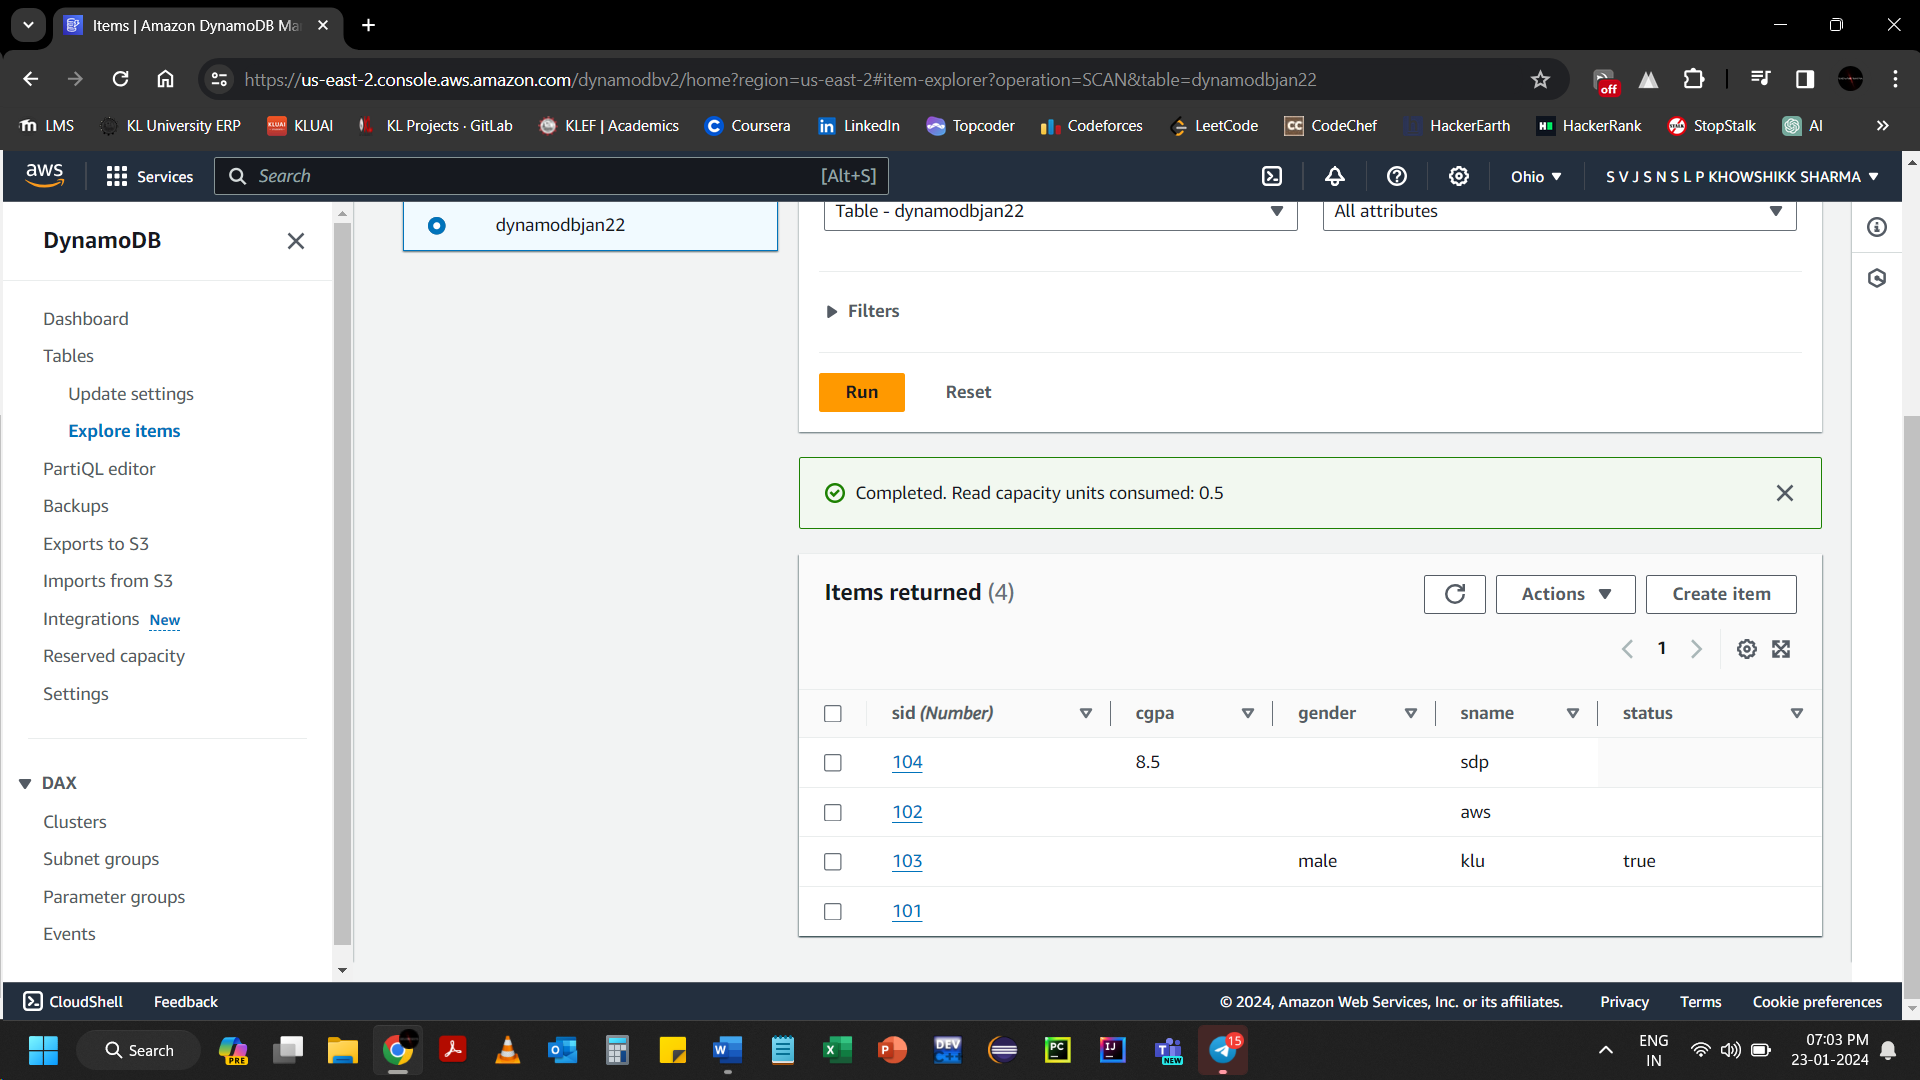 Items | Amazon DynamoDB Ma
https://us-east-2.console.aws.amazon.com/dynamodbv2/home?region=us-east-2#item-explorer?operation=SCAN&table=dynamodbjan22
off
LMS KL University ERP KLUAI KL Projects · GitLab KLEF | Academics Coursera LinkedIn Topcoder Codeforces LeetCode CodeChef HackerEarth HackerRank StopStalk AI
aws Services Search [Alt+S] Ohio S V J S N S L P KHOWSHIKK SHARMA
DynamoDB
Dashboard
Tables
Update settings
Explore items
PartiQL editor
Backups
Exports to S3
Imports from S3
Integrations New
Reserved capacity
Settings
DAX
Clusters
Subnet groups
Parameter groups
Events
dynamodbjan22
Table - dynamodbjan22 All attributes
Filters
Run Reset
Completed. Read capacity units consumed: 0.5
Items returned (4) Actions Create item
1
sid (Number) cgpa gender sname status
104 8.5 sdp
102 aws
103 male klu true
101
CloudShell Feedback © 2024, Amazon Web Services, Inc. or its affiliates. Privacy Terms Cookie preferences
Search
PRE
DEV
PC
IJ
NEW
15
ENG
IN
07:03 PM
23-01-2024